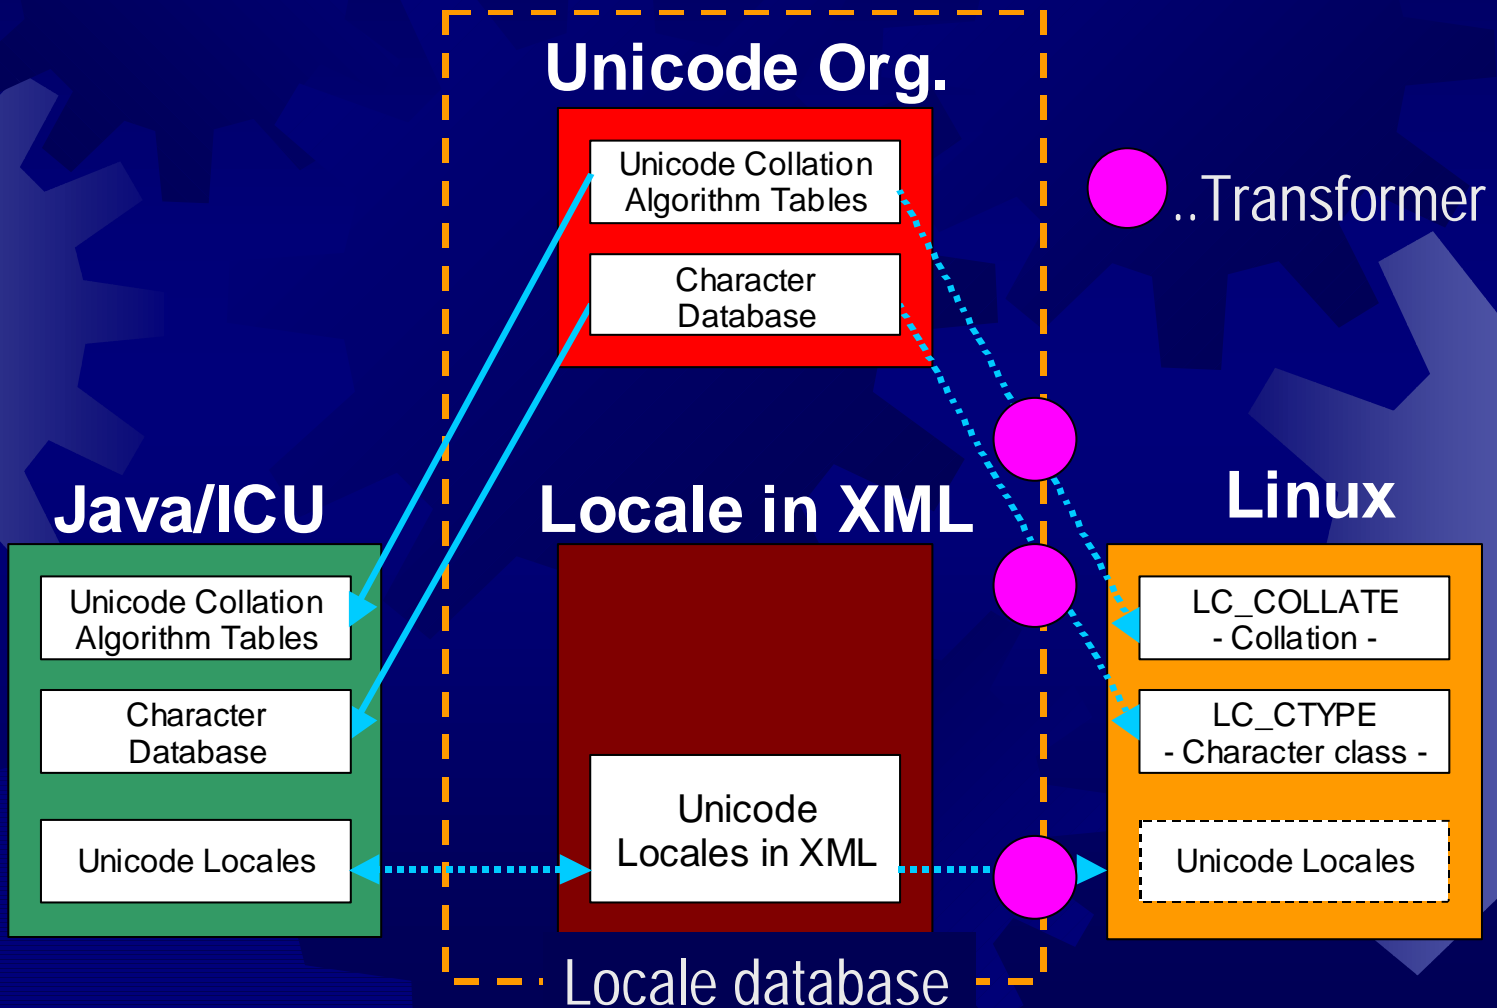 Unicode Org.
Unicode Collation
Algorithm Tables
Character
Database
..Transformer
Java/ICU
Unicode Collation
Algorithm Tables
Character
Database
Unicode Locales
Locale in XML
Unicode
Locales in XML
Linux
LC_COLLATE
- Collation -
LC_CTYPE
- Character class -
Unicode Locales
Locale database